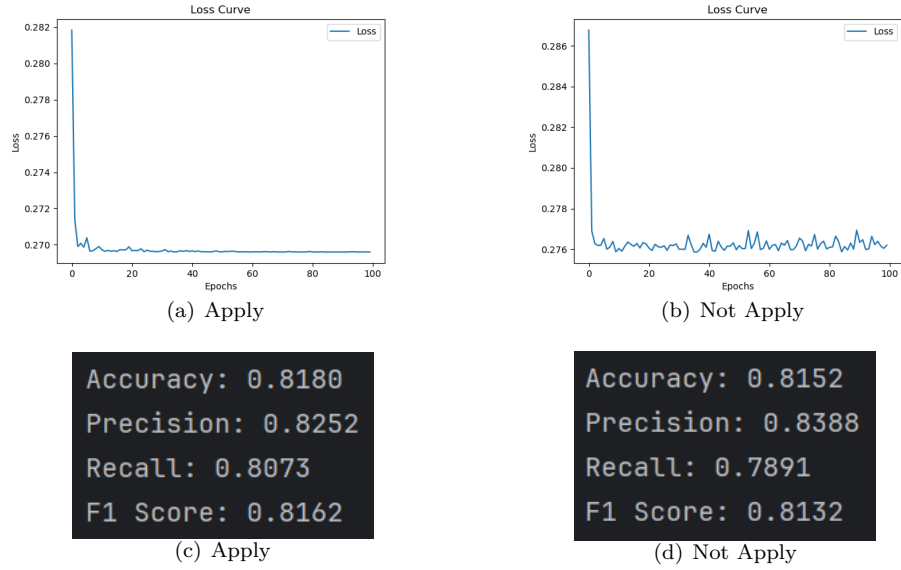 Loss Curve
Loss
0.282
0.280
0.278
0.276
0.274
0.272
0.270
Loss
0 20 40 60 80 100
Epochs
(a) Apply
Loss Curve
Loss
0.286
0.284
0.282
0.280
0.278
0.276
Loss
0 20 40 60 80 100
Epochs
(b) Not Apply
Accuracy: 0.8180
Precision: 0.8252
Recall: 0.8073
F1 Score: 0.8162
(c) Apply
Accuracy: 0.8152
Precision: 0.8388
Recall: 0.7891
F1 Score: 0.8132
(d) Not Apply